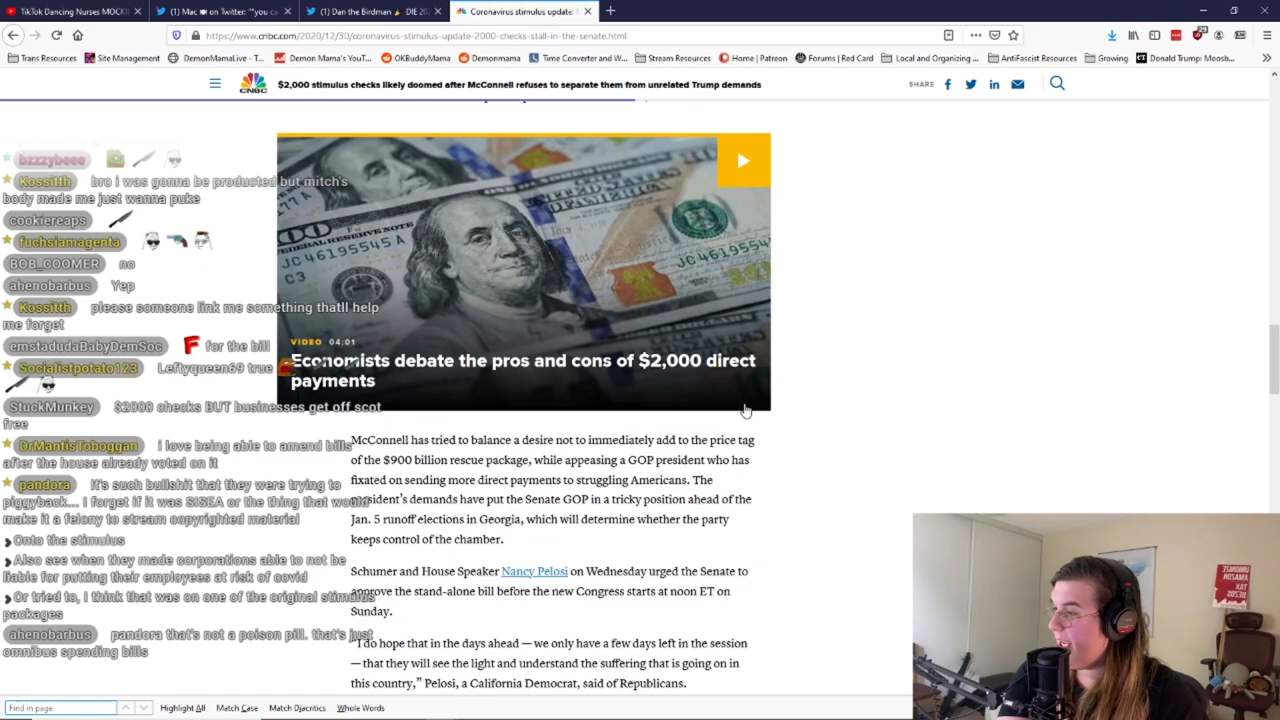 TikTok Dancing Nurses MOCKI
(1) Mac on Twitter: "“you ca
(1) Dan the Birdman DIE 20
Coronavirus stimulus update:
https://www.cnbc.com/2020/12/30/coronavirus-stimulus-update-2000-checks-stall-in-the-senate.html
Trans Resources
Site Management
DemonMamaLive - T...
Demon Mama's YouT...
OKBuddyMama
Demonmama
Time Converter and W...
Stream Resources
Home | Patreon
Forums | Red Card
Local and Organizing ...
AntiFascist Resources
Growing
Donald Trump: Moosb...
CNBC
$2,000 stimulus checks likely doomed after McConnell refuses to separate them from unrelated Trump demands
SHARE
bzzzybeee
Kossitth bro i was gonna be producted but mitch's
body made me just wanna puke
cookiereaps
fuchsiamagenta
BOB_COOMER no
ahenobarbus Yep
Kossitth please someone link me something thatll help
me forget
emstadudaBabyDemSoc F for the bill
Socialistpotato123 Leftyqueen69 true
StuckMunkey $2000 checks BUT businesses get off scot
free
DrMantisToboggan i love being able to amend bills
after the house already voted on it
pandora It's such bullshit that they were trying to
piggyback.... I forget if it was SISEA or the thing that would
make it a felony to stream copyrighted material
Onto the stimulus
Also see when they made corporations able to not be
liable for putting their employees at risk of covid
Or tried to, I think that was on one of the original stimulus
packages
ahenobarbus pandora that's not a poison pill. that's just
omnibus spending bills
VIDEO 04:01
Economists debate the pros and cons of $2,000 direct
payments
JC46195545A
C3
McConnell has tried to balance a desire not to immediately add to the price tag
of the $900 billion rescue package, while appeasing a GOP president who has
fixated on sending more direct payments to struggling Americans. The
president's demands have put the Senate GOP in a tricky position ahead of the
Jan. 5 runoff elections in Georgia, which will determine whether the party
keeps control of the chamber.
Schumer and House Speaker Nancy Pelosi on Wednesday urged the Senate to
approve the stand-alone bill before the new Congress starts at noon ET on
Sunday.
“I do hope that in the days ahead — we only have a few days left in the session
— that they will see the light and understand the suffering that is going on in
this country,” Pelosi, a California Democrat, said of Republicans.
UNIONIZE
AMAZON
TAX
BEZOS
Find in page
Highlight All
Match Case
Match Diacritics
Whole Words